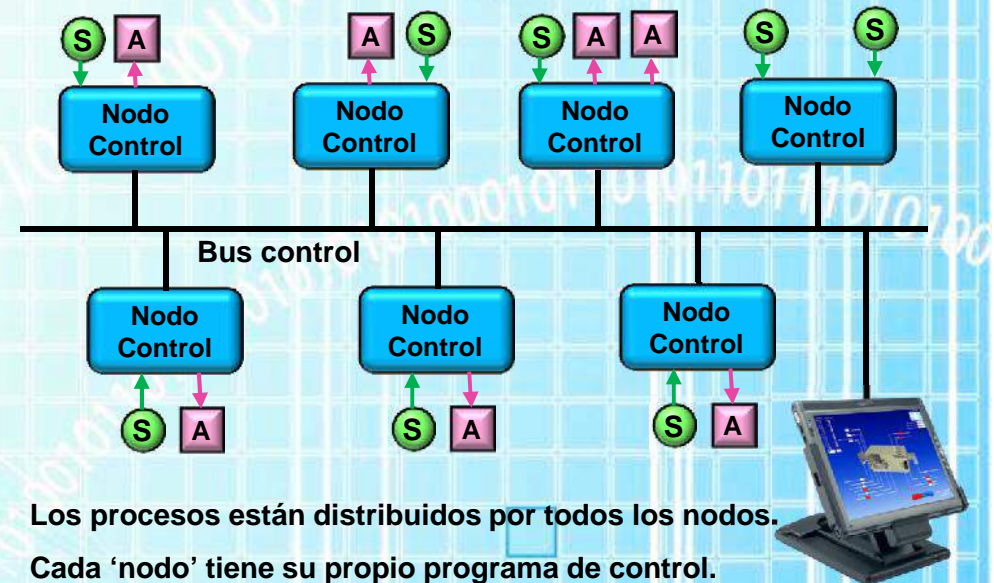 S A A S S A A S S
Nodo Nodo Nodo Nodo
Control Control Control Control
Bus control
Nodo Nodo Nodo
Control Control Control
S A S A S A
Los procesos están distribuidos por todos los nodos.
Cada ‘nodo’ tiene su propio programa de control.